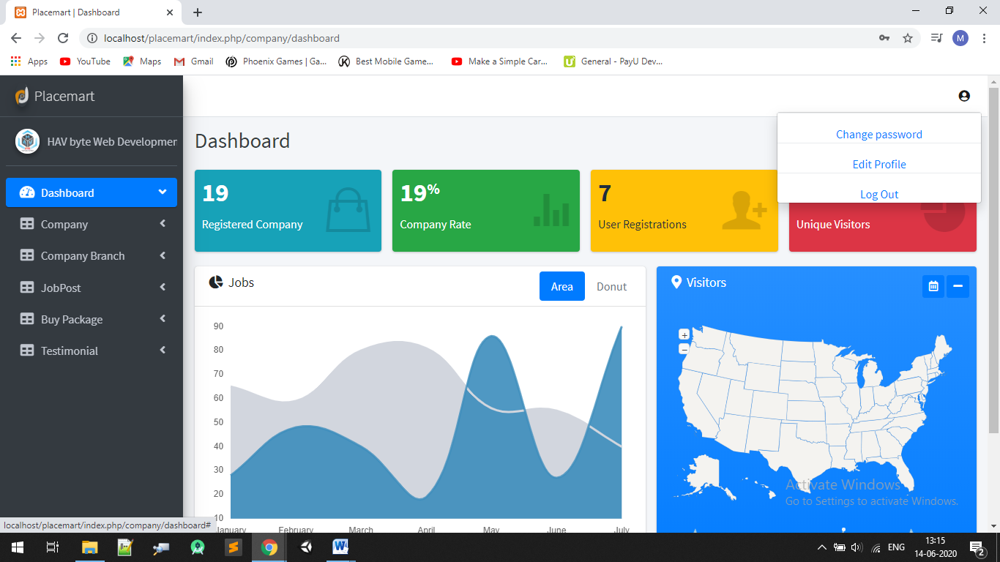 Placemart | Dashboard
localhost/placemart/index.php/company/dashboard
M
Apps YouTube Maps Gmail Phoenix Games | Ga... Best Mobile Game... Make a Simple Car... General - PayU Dev...
Placemart
HAV byte Web Developmen
Dashboard
Company
Company Branch
JobPost
Buy Package
Testimonial
Dashboard
Change password
Edit Profile
Log Out
19
Registered Company
19%
Company Rate
7
User Registrations
Unique Visitors
Jobs
Area Donut
90
80
70
60
50
40
30
20
10
January February March April May June July
Visitors
+
−
Activate Windows
Go to Settings to activate Windows.
localhost/placemart/index.php/company/dashboard#
ENG
13:15
14-06-2020
2